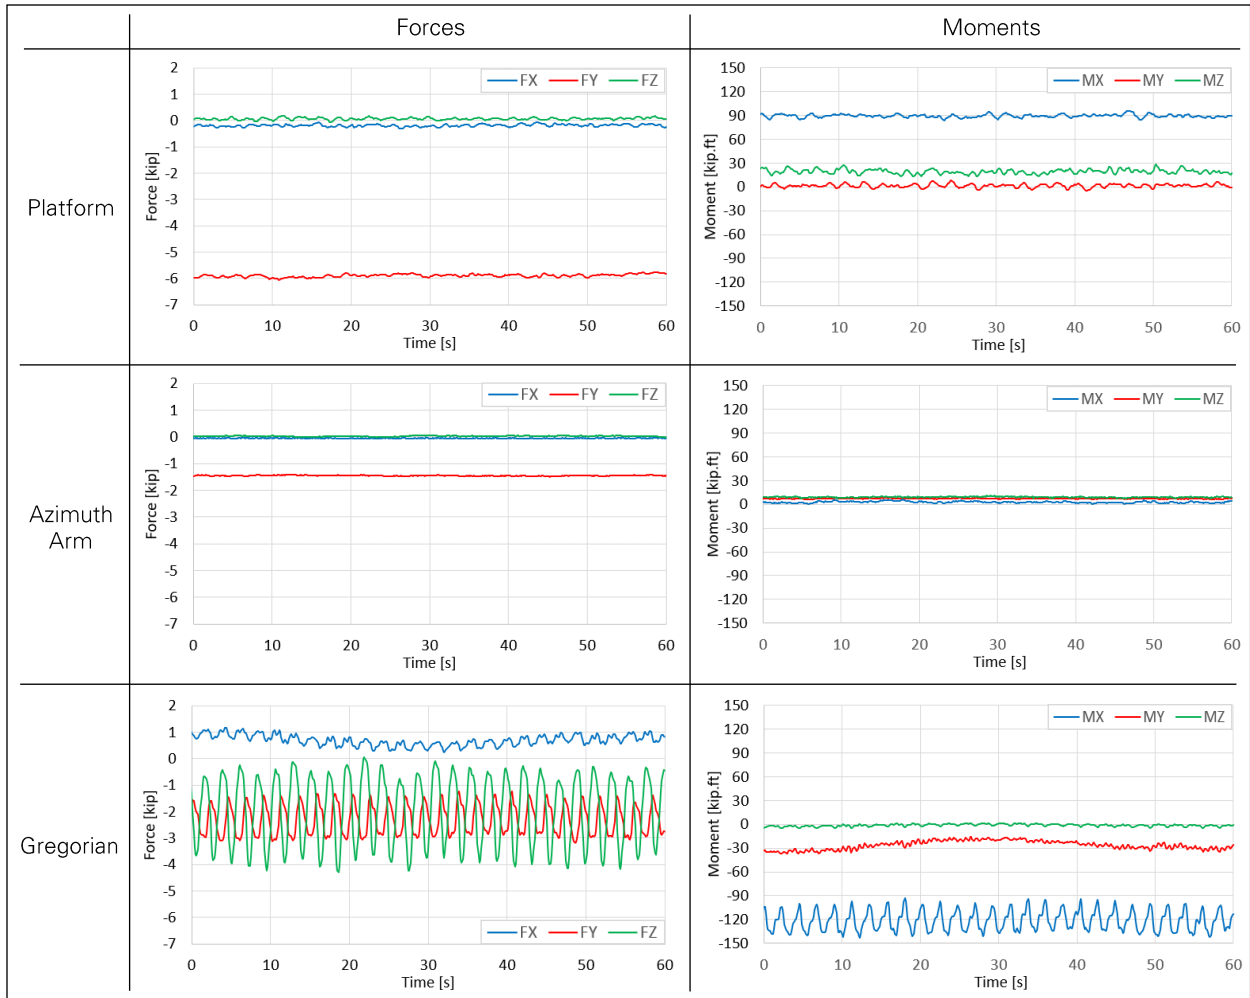 Forces
Moments
Platform
2
1
0
-1
-2
-3
-4
-5
-6
-7
Force [kip]
FX FY FZ
0 10 20 30 40 50 60
Time [s]
150
120
90
60
30
0
-30
-60
-90
-120
-150
Moment [kip.ft]
MX MY MZ
0 10 20 30 40 50 60
Time [s]
Azimuth
Arm
2
1
0
-1
-2
-3
-4
-5
-6
-7
Force [kip]
FX FY FZ
0 10 20 30 40 50 60
Time [s]
150
120
90
60
30
0
-30
-60
-90
-120
-150
Moment [kip.ft]
MX MY MZ
0 10 20 30 40 50 60
Time [s]
Gregorian
2
1
0
-1
-2
-3
-4
-5
-6
-7
Force [kip]
FX FY FZ
0 10 20 30 40 50 60
Time [s]
150
120
90
60
30
0
-30
-60
-90
-120
-150
Moment [kip.ft]
MX MY MZ
0 10 20 30 40 50 60
Time [s]